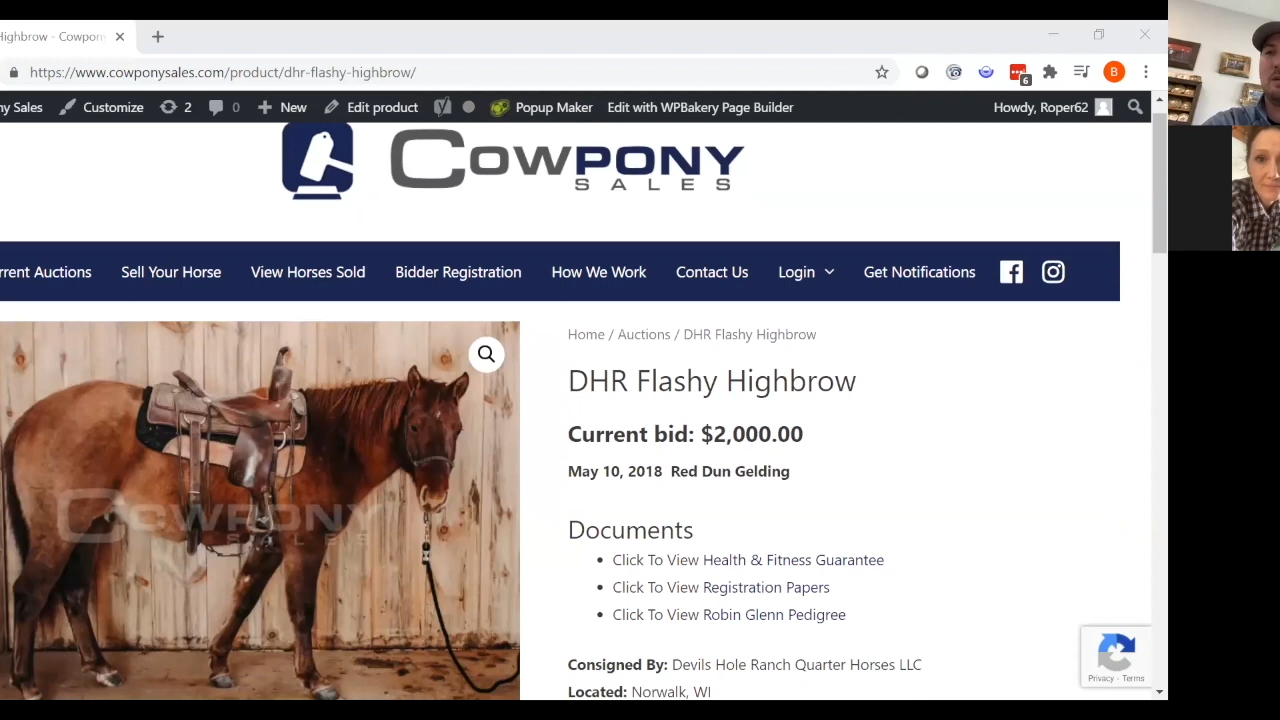 Highbrow - Cowpon
https://www.cowponysales.com/product/dhr-flashy-highbrow/
6
B
ny Sales Customize 2 0 New Edit product Popup Maker Edit with WPBakery Page Builder Howdy, Roper62
COWPONY
SALES
rrent Auctions Sell Your Horse View Horses Sold Bidder Registration How We Work Contact Us Login Get Notifications
Home / Auctions / DHR Flashy Highbrow
DHR Flashy Highbrow
Current bid: $2,000.00
May 10, 2018 Red Dun Gelding
COWPONY
SALES
Documents
• Click To View Health & Fitness Guarantee
• Click To View Registration Papers
• Click To View Robin Glenn Pedigree
Consigned By: Devils Hole Ranch Quarter Horses LLC
Located: Norwalk, WI
Privacy - Terms